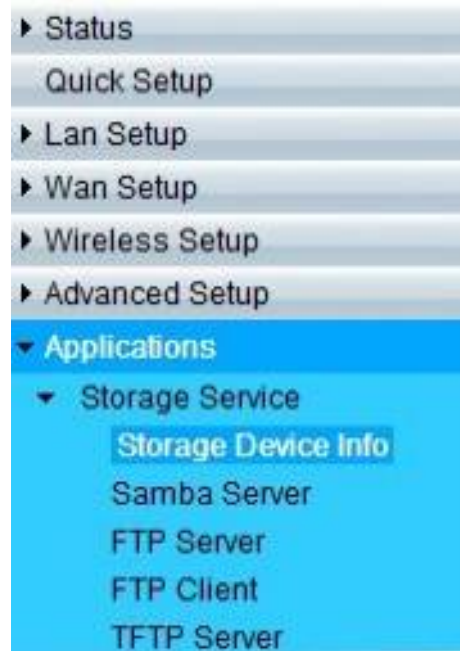 Status
Quick Setup
Lan Setup
Wan Setup
Wireless Setup
Advanced Setup
Applications
Storage Service
Storage Device Info
Samba Server
FTP Server
FTP Client
TFTP Server